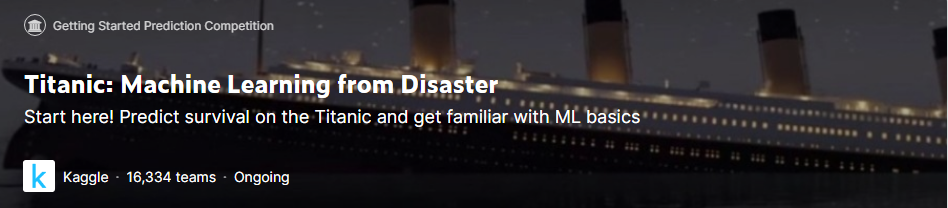 Getting Started Prediction Competition
Titanic: Machine Learning from Disaster
Start here! Predict survival on the Titanic and get familiar with ML basics
k Kaggle · 16,334 teams · Ongoing